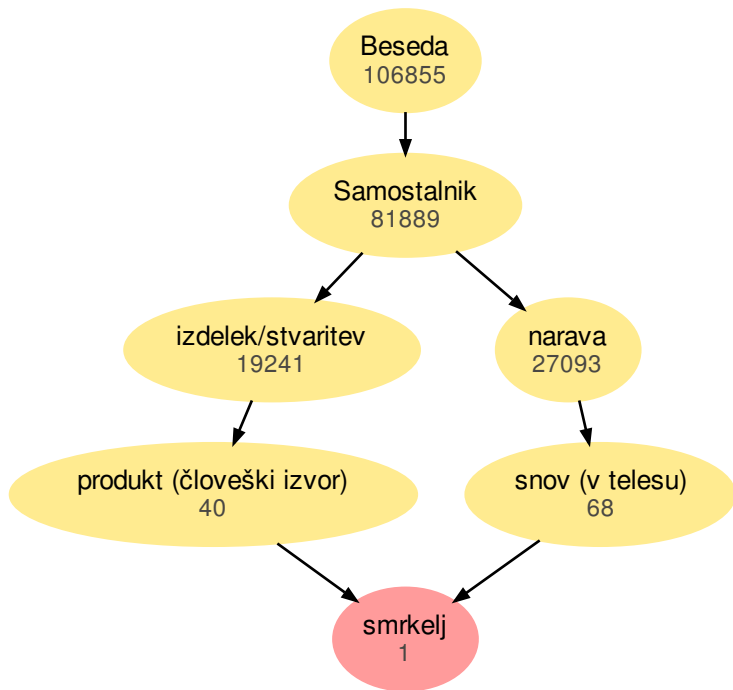 Beseda
106855
Samostalnik
81889
izdelek/stvaritev
19241
narava
27093
produkt (človeški izvor)
40
snov (v telesu)
68
smrkelj
1